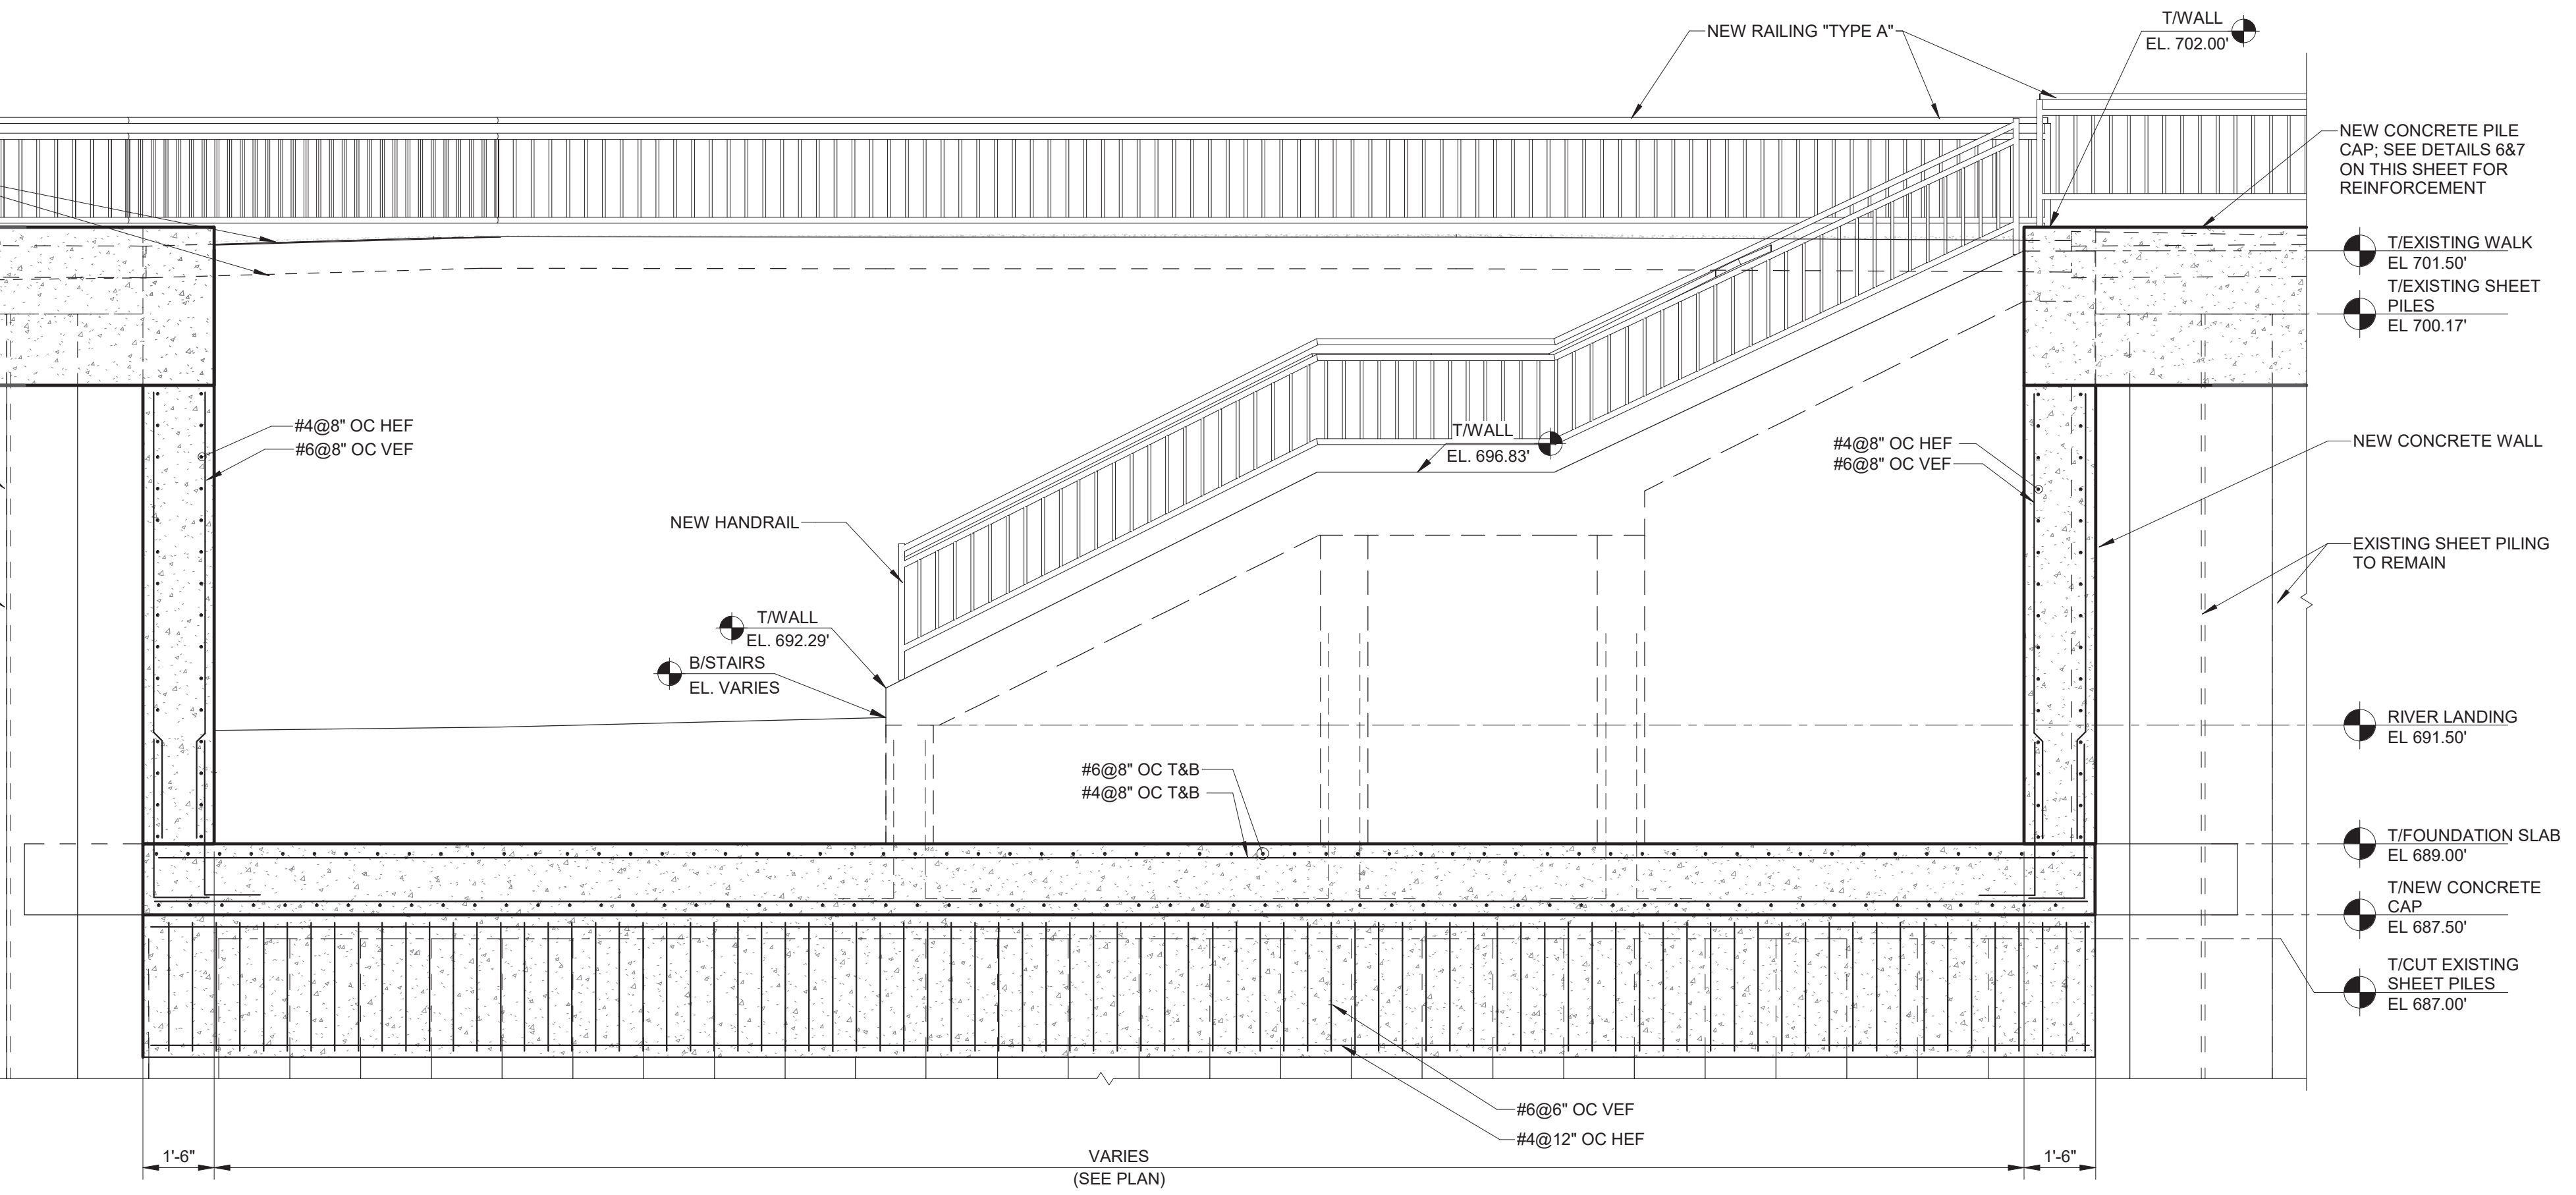 T/WALL
EL. 702.00'
NEW RAILING "TYPE A"
NEW CONCRETE PILE
CAP; SEE DETAILS 6&7
ON THIS SHEET FOR
REINFORCEMENT
T/EXISTING WALK
EL 701.50'
T/EXISTING SHEET
PILES
EL 700.17'
#4@8" OC HEF
#6@8" OC VEF
T/WALL
EL. 696.83'
#4@8" OC HEF
#6@8" OC VEF
NEW CONCRETE WALL
NEW HANDRAIL
EXISTING SHEET PILING
TO REMAIN
T/WALL
EL. 692.29'
B/STAIRS
EL. VARIES
RIVER LANDING
EL 691.50'
#6@8" OC T&B
#4@8" OC T&B
T/FOUNDATION SLAB
EL 689.00'
T/NEW CONCRETE
CAP
EL 687.50'
T/CUT EXISTING
SHEET PILES
EL 687.00'
#6@6" OC VEF
#4@12" OC HEF
1'-6"
VARIES
(SEE PLAN)
1'-6"